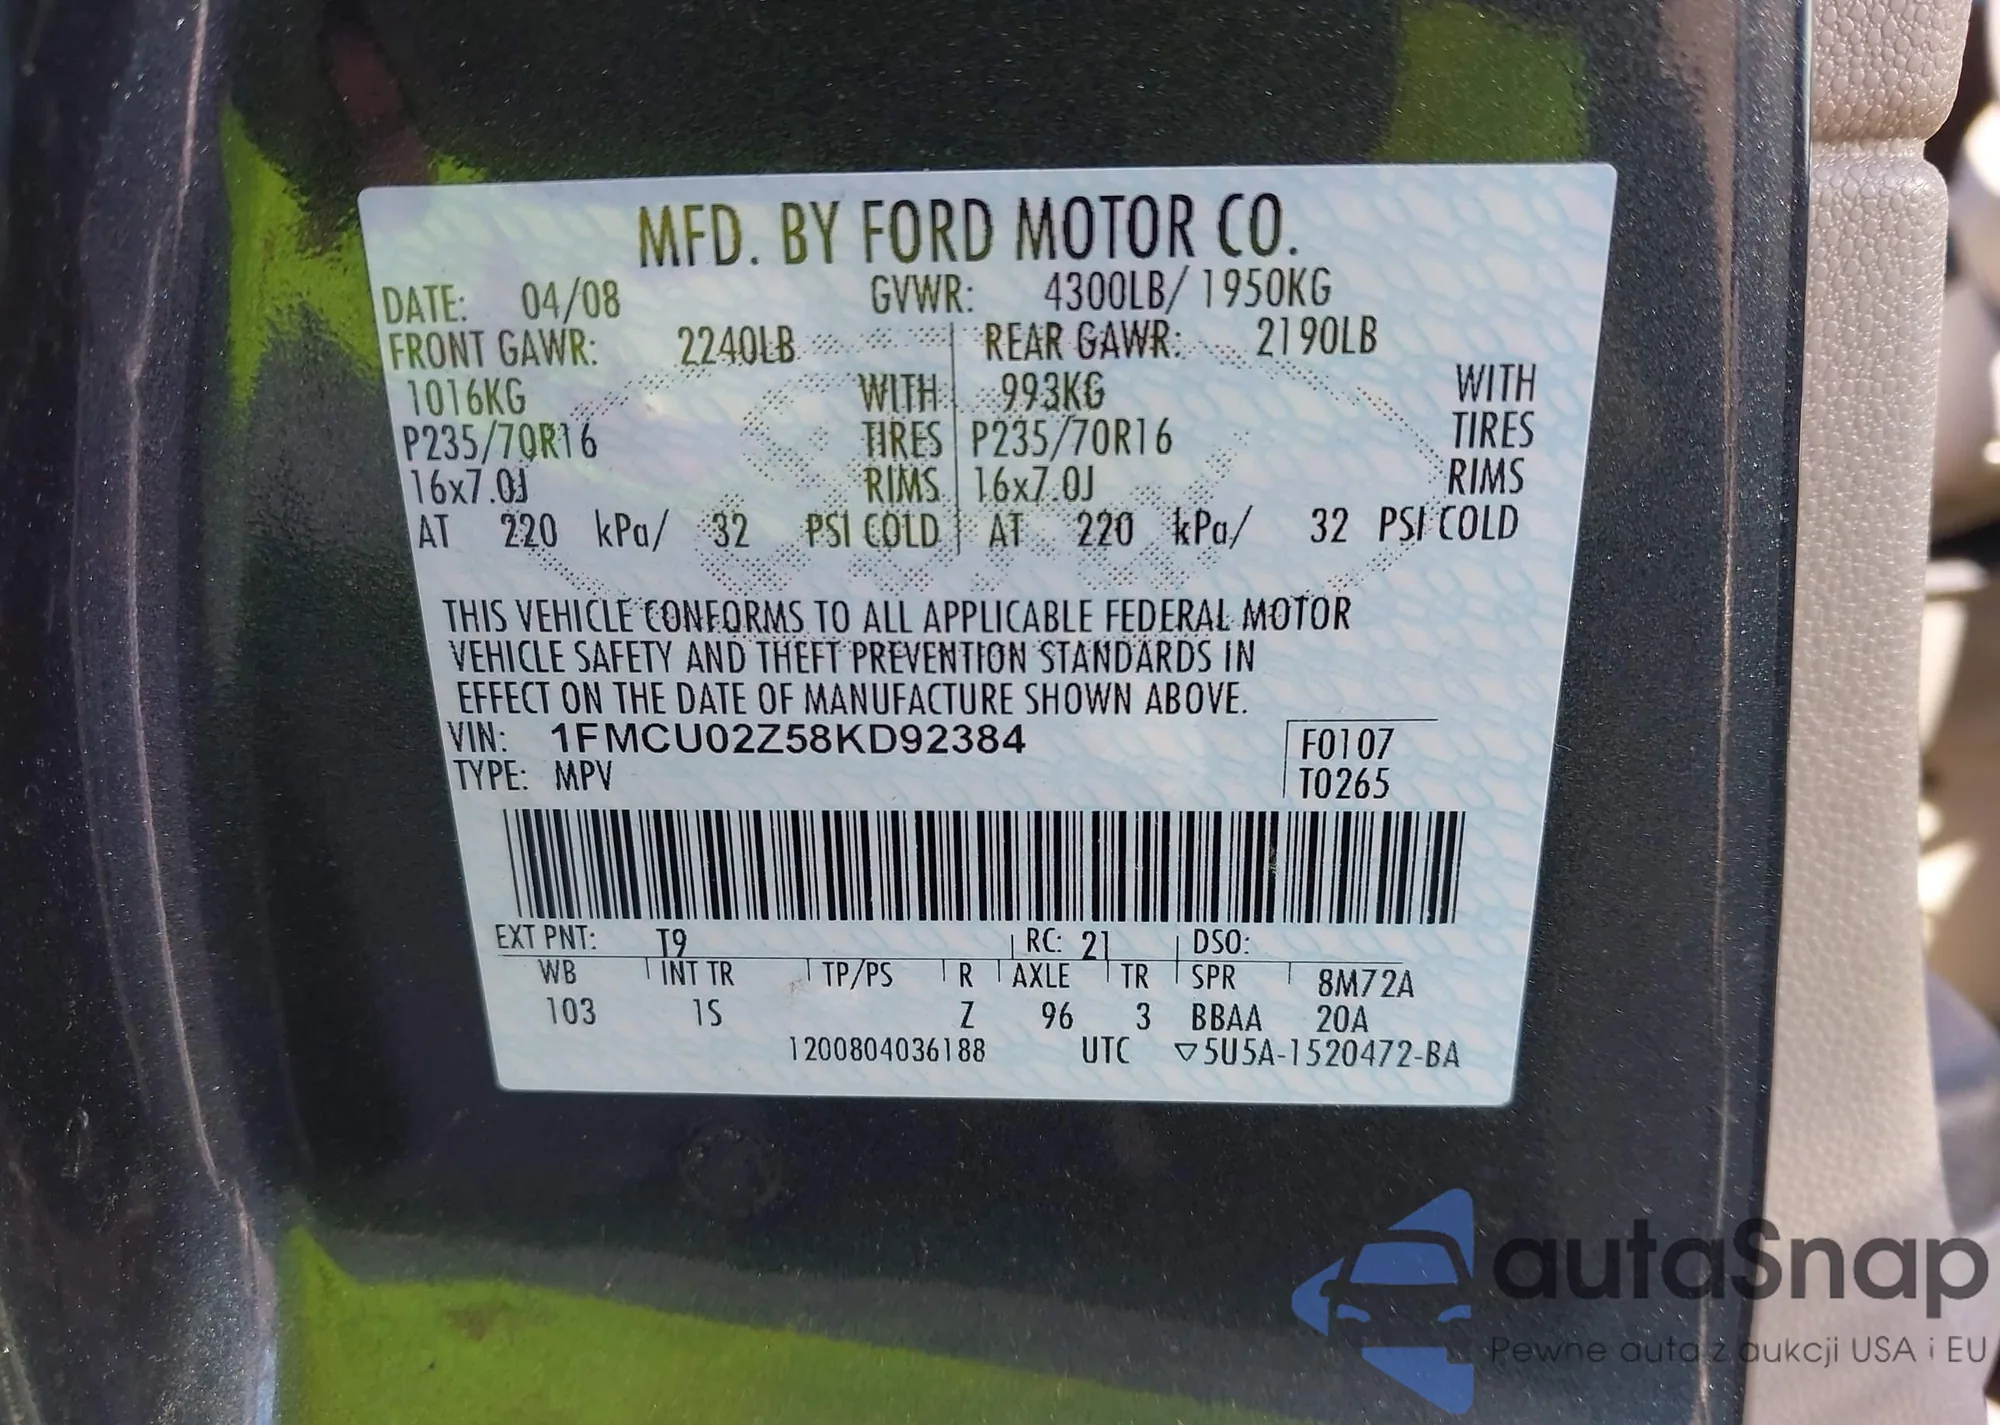 MFD. BY FORD MOTOR CO.
DATE: 04/08 GVWR: 4300LB/ 1950KG
FRONT GAWR: 2240LB REAR GAWR: 2190LB
1016KG WITH 993KG WITH
P235/70R16 TIRES P235/70R16 TIRES
16x7.0J RIMS 16x7.0J RIMS
AT 220 kPa/ 32 PSI COLD AT 220 kPa/ 32 PSI COLD
THIS VEHICLE CONFORMS TO ALL APPLICABLE FEDERAL MOTOR
VEHICLE SAFETY AND THEFT PREVENTION STANDARDS IN
EFFECT ON THE DATE OF MANUFACTURE SHOWN ABOVE.
VIN: 1FMCU02Z58KD92384 F0107
TYPE: MPV T0265
EXT PNT: T9 RC: 21 DSO:
WB INT TR TP/PS R AXLE TR SPR 8M72A
103 1S Z 96 3 BBAA 20A
1200804036188 UTC ▽5U5A-1520472-BA
autaSnap
Pewne auta z aukcji USA i EU